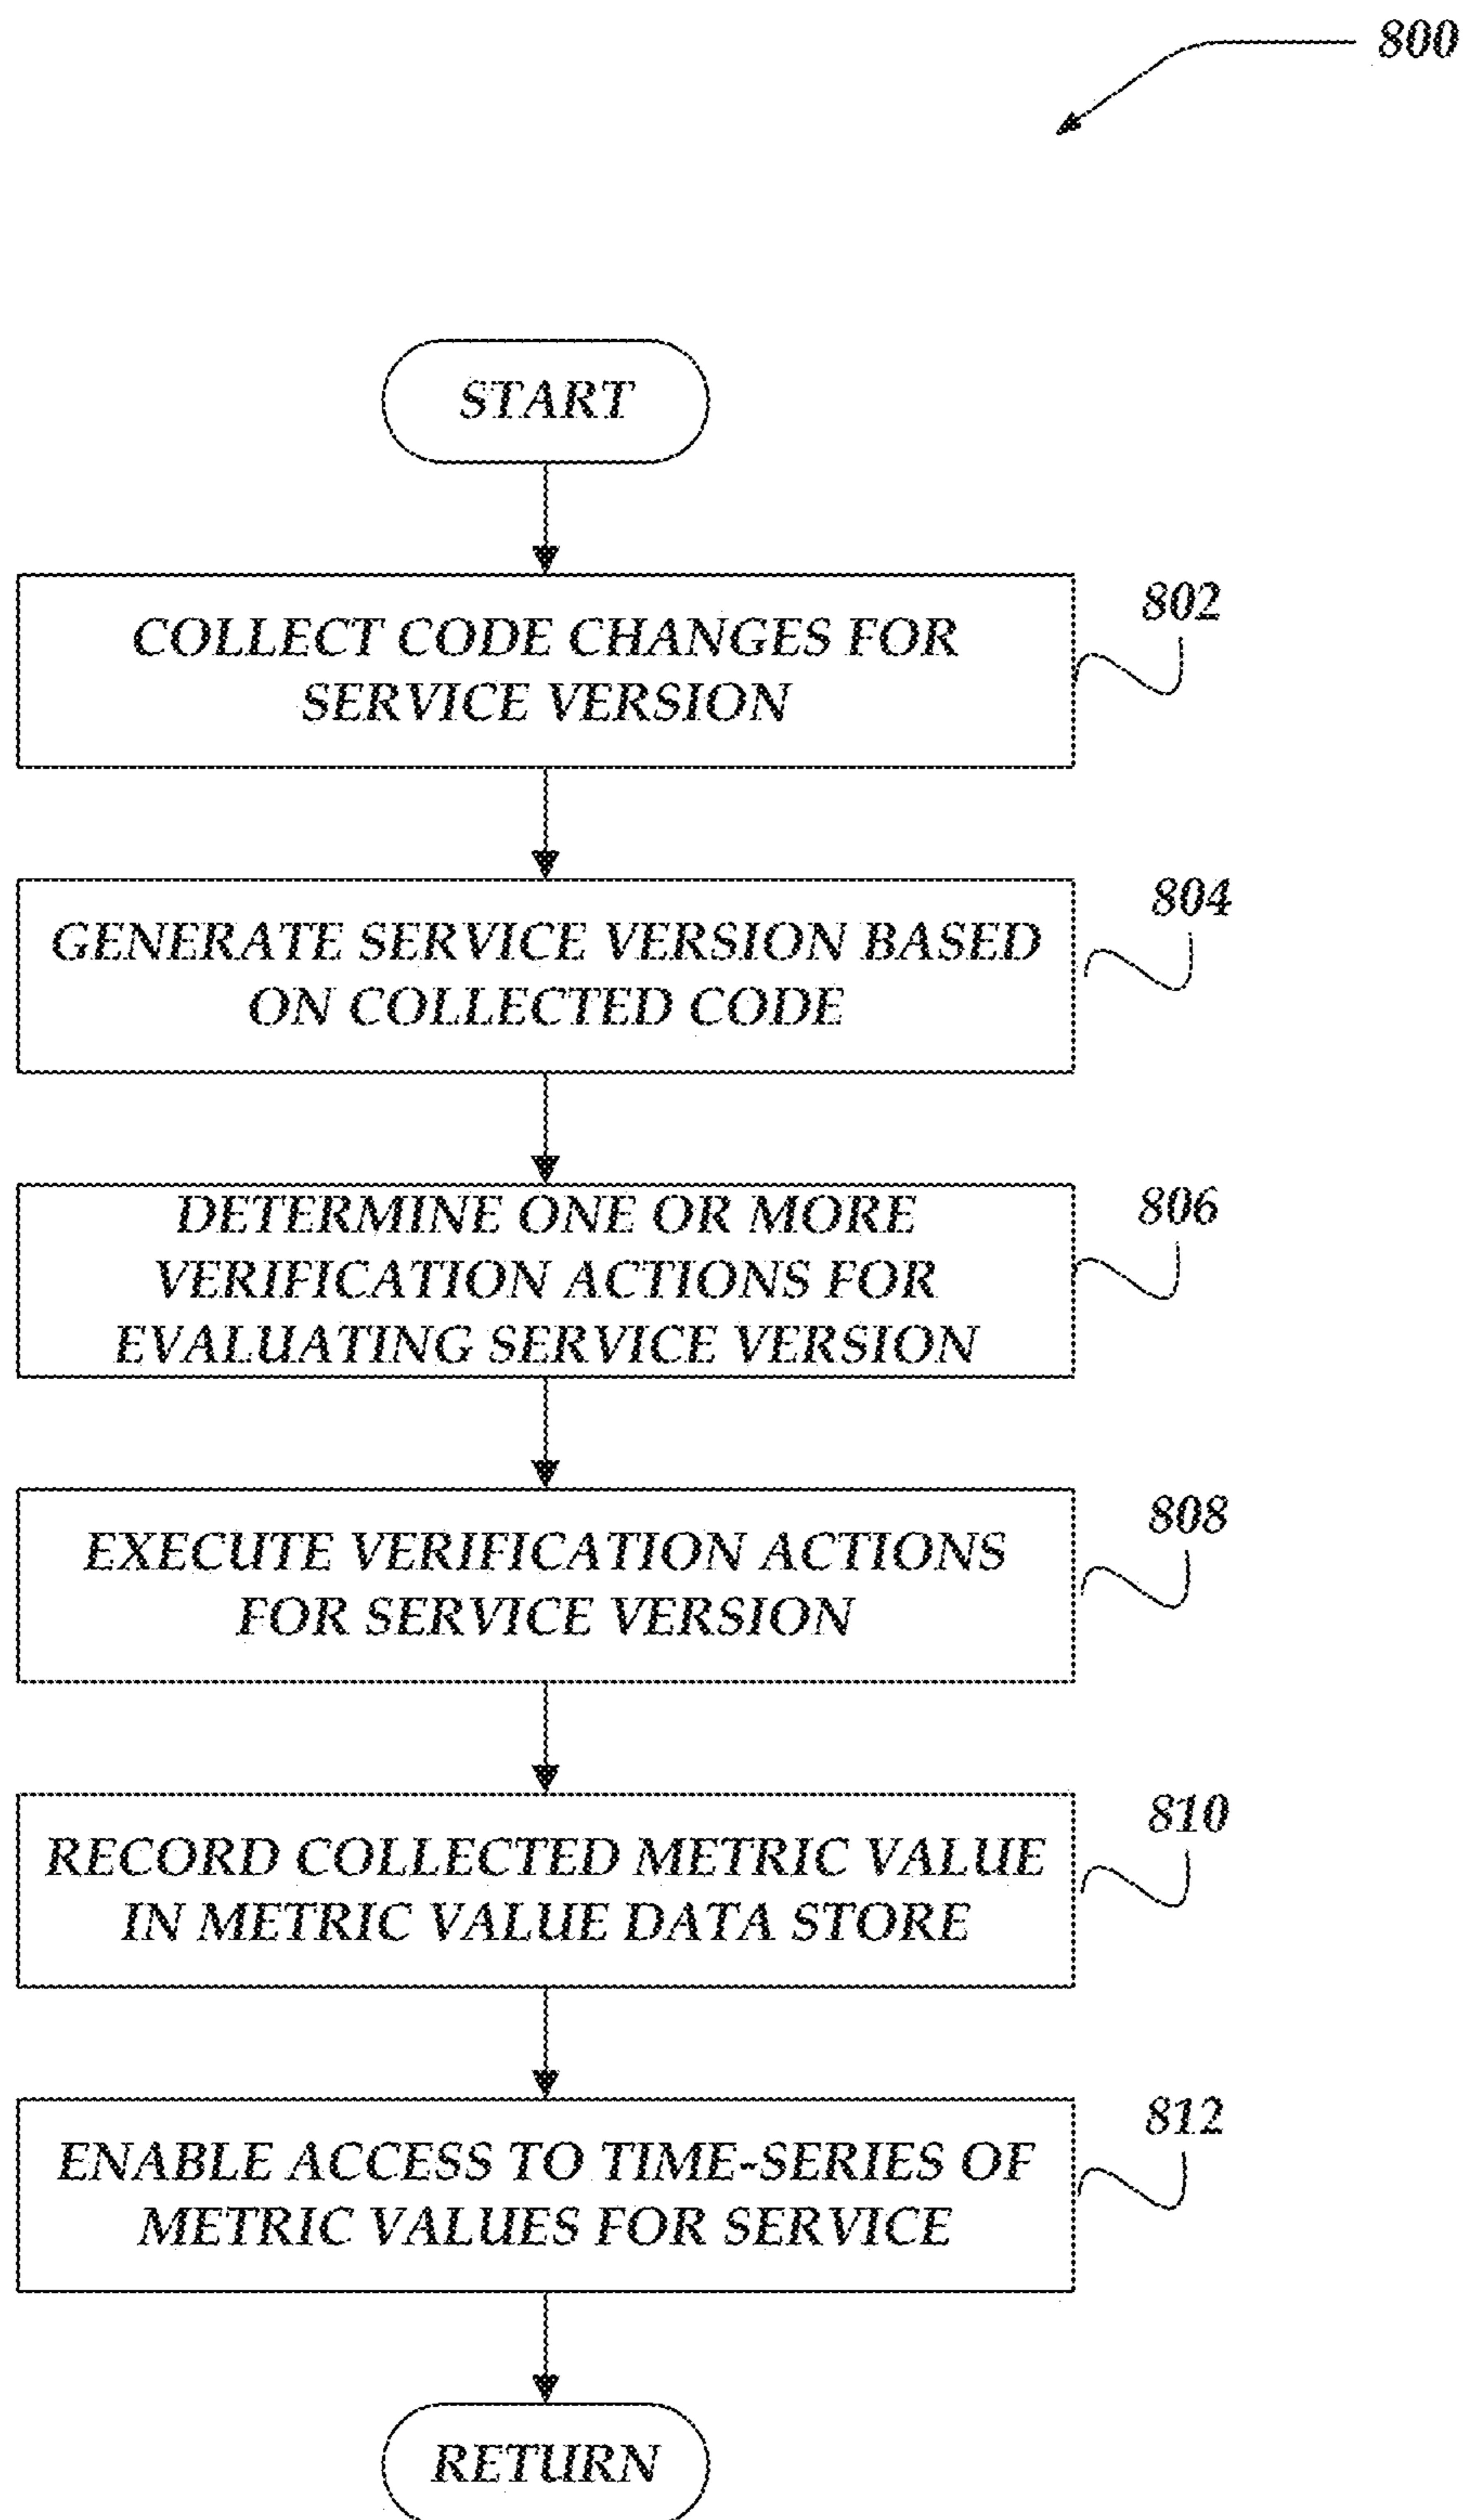 800
START
COLLECT CODE CHANGES FOR
SERVICE VERSION
802
GENERATE SERVICE VERSION BASED
ON COLLECTED CODE
804
DETERMINE ONE OR MORE
VERIFICATION ACTIONS FOR
EVALUATING SERVICE VERSION
806
EXECUTE VERIFICATION ACTIONS
FOR SERVICE VERSION
808
RECORD COLLECTED METRIC VALUE
IN METRIC VALUE DATA STORE
810
ENABLE ACCESS TO TIME-SERIES OF
METRIC VALUES FOR SERVICE
812
RETURN